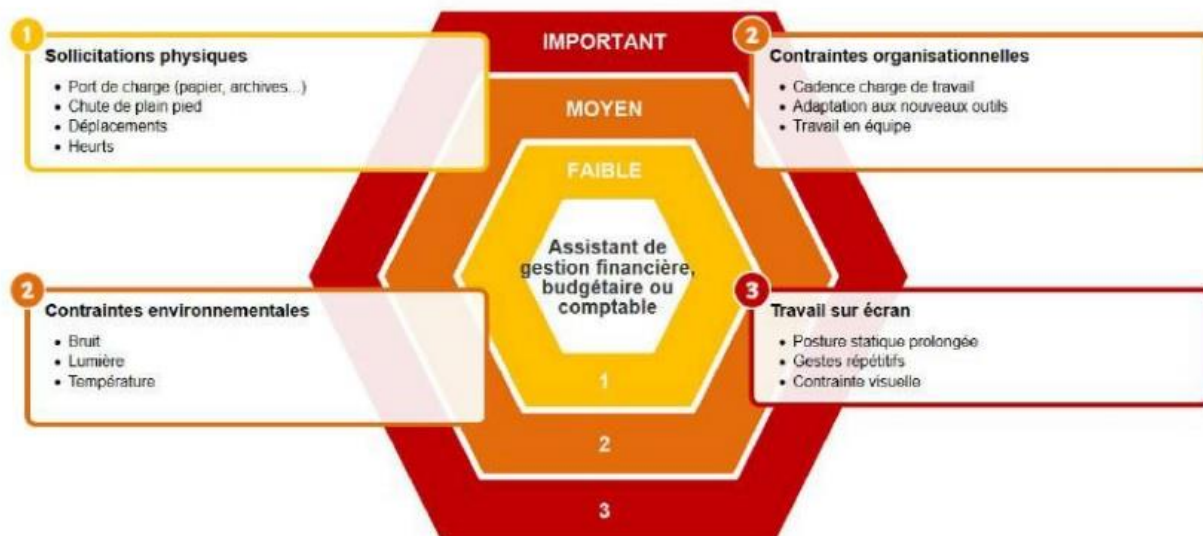 IMPORTANT
MOYEN
FAIBLE
Assistant de
gestion financière,
budgétaire ou
comptable
1
2
3
1
Sollicitations physiques
• Port de charge (papier, archives...)
• Chute de plain pied
• Déplacements
• Heurts
2
Contraintes organisationnelles
• Cadence charge de travail
• Adaptation aux nouveaux outils
• Travail en équipe
2
Contraintes environnementales
• Bruit
• Lumière
• Température
3
Travail sur écran
• Posture statique prolongée
• Gestes répétitifs
• Contrainte visuelle